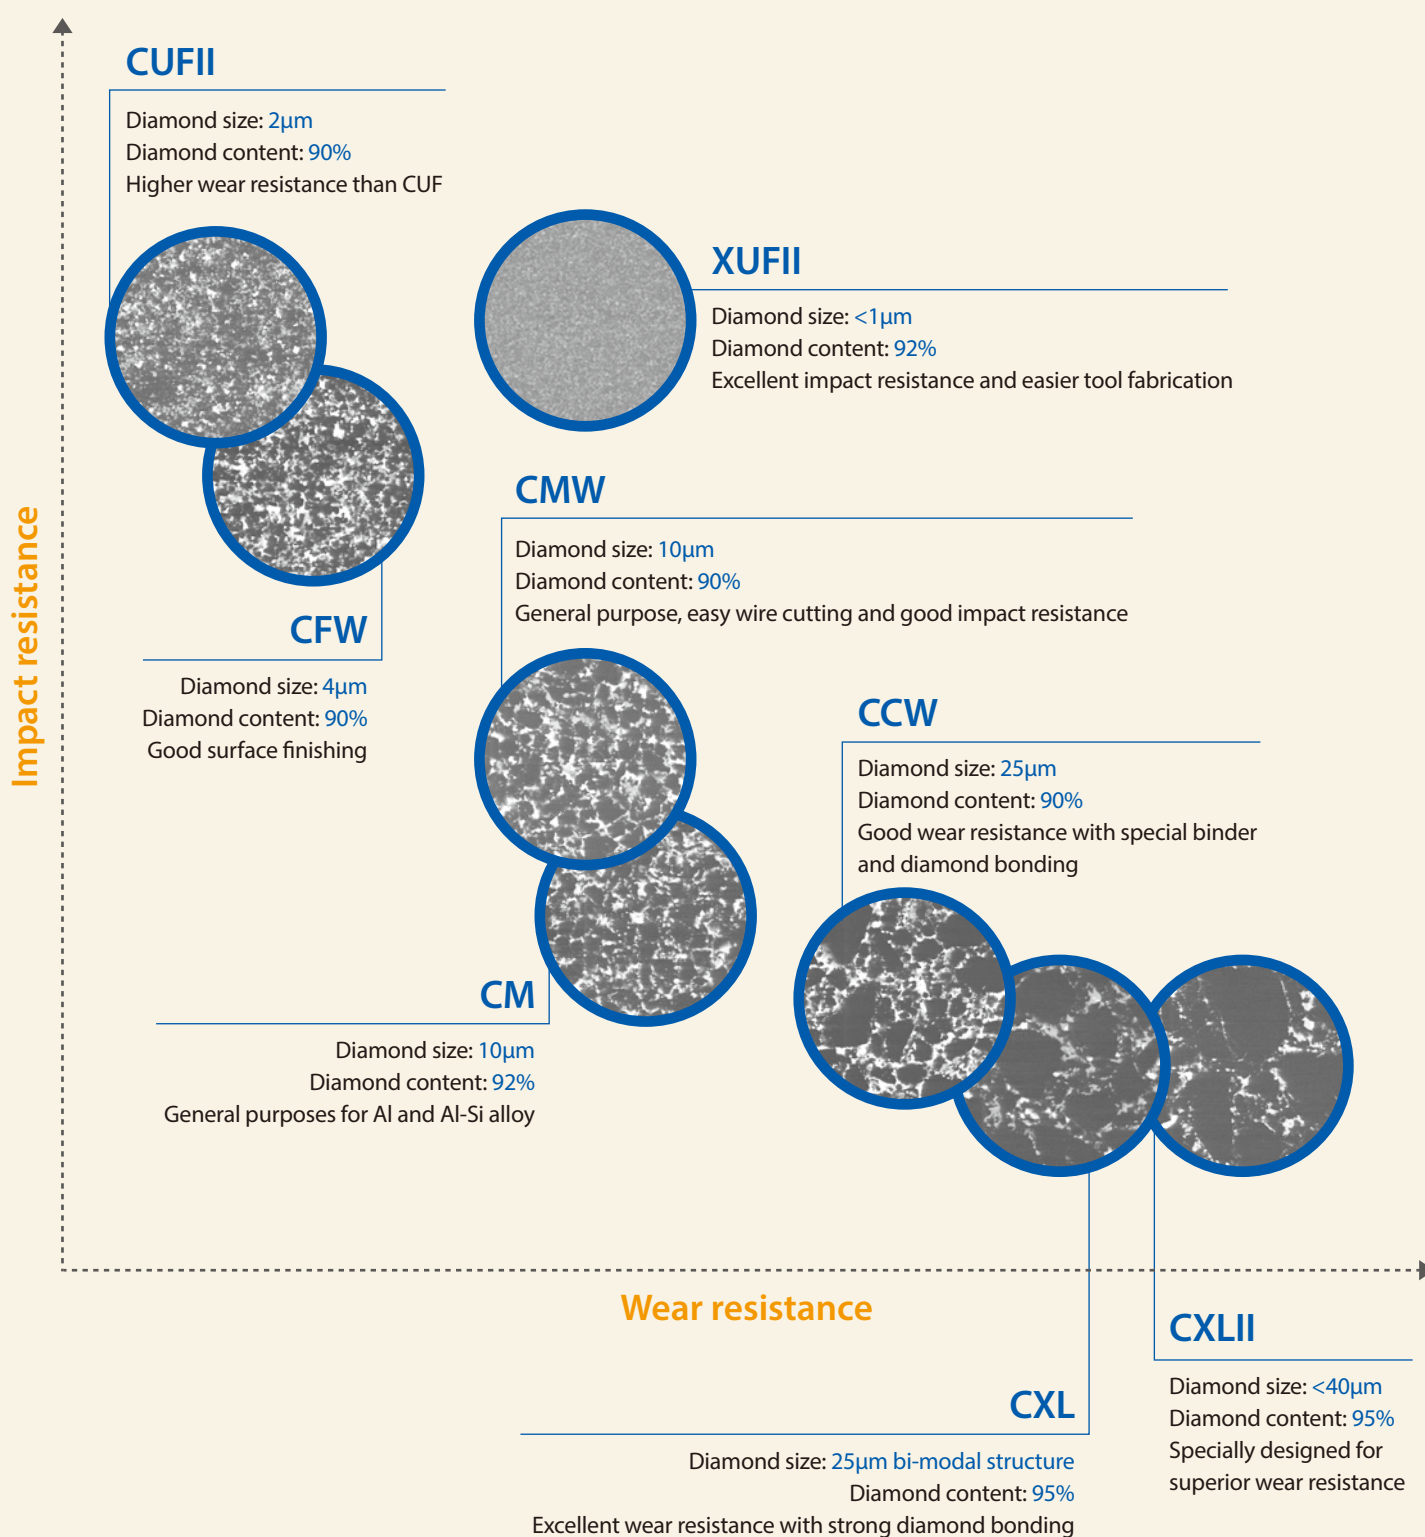 CUFII
Diamond size: 2µm
Diamond content: 90%
Higher wear resistance than CUF
XUFII
Diamond size: <1µm
Diamond content: 92%
Excellent impact resistance and easier tool fabrication
CMW
Diamond size: 10µm
Diamond content: 90%
General purpose, easy wire cutting and good impact resistance
Impact resistance
CFW
Diamond size: 4µm
Diamond content: 90%
Good surface finishing
CCW
Diamond size: 25µm
Diamond content: 90%
Good wear resistance with special binder
and diamond bonding
CM
Diamond size: 10µm
Diamond content: 92%
General purposes for Al and Al-Si alloy
Wear resistance
CXLII
Diamond size: <40µm
Diamond content: 95%
Specially designed for
superior wear resistance
CXL
Diamond size: 25µm bi-modal structure
Diamond content: 95%
Excellent wear resistance with strong diamond bonding